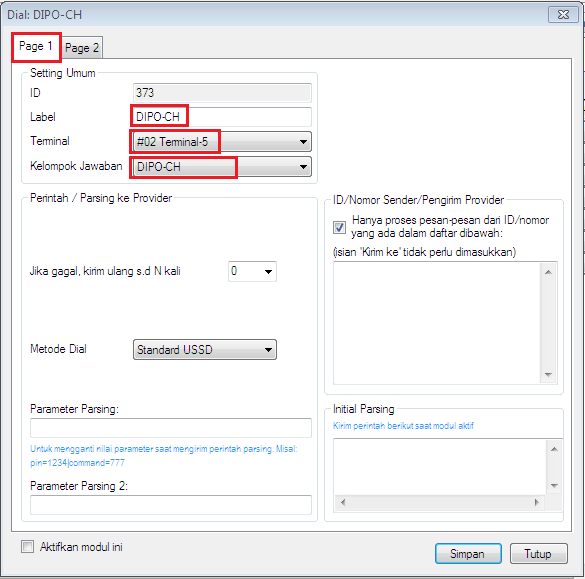 Dial: DIPO-CH
Page 1
Page 2
Setting Umum
ID
373
Label
DIPO-CH
Terminal
#02 Terminal-5
Kelompok Jawaban
DIPO-CH
Perintah / Parsing ke Provider
Jika gagal, kirim ulang s.d N kali
0
Metode Dial
Standard USSD
Parameter Parsing:
Untuk mengganti nilai parameter saat mengirim perintah parsing. Misal:
pin=1234|command=777
Parameter Parsing 2:
ID/Nomor Sender/Pengirim Provider
Hanya proses pesan-pesan dari ID/nomor
yang ada dalam daftar dibawah:
(isian 'Kirim ke' tidak perlu dimasukkan)
Initial Parsing
Kirim perintah berikut saat modul aktif
Aktifkan modul ini
Simpan
Tutup